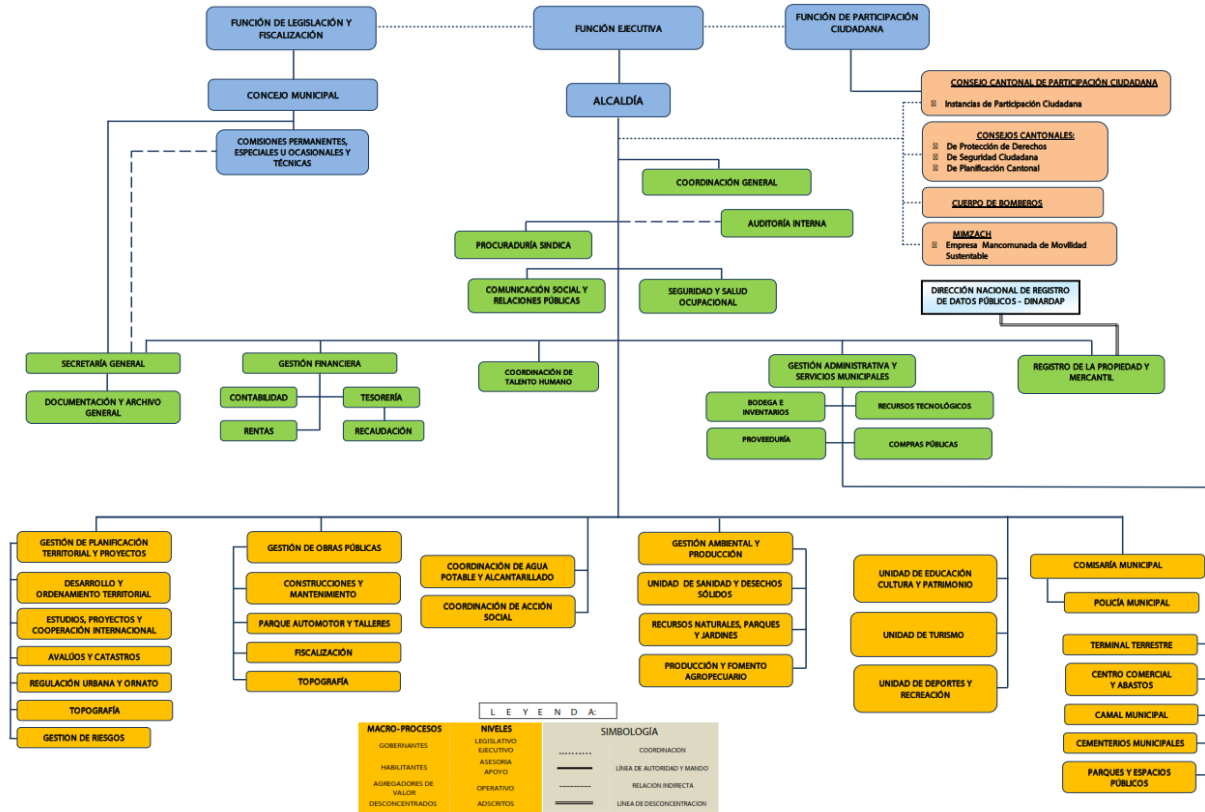 FUNCIÓN DE LEGISLACIÓN Y
FISCALIZACIÓN
FUNCIÓN EJECUTIVA
FUNCIÓN DE PARTICIPACIÓN
CIUDADANA
CONCEJO MUNICIPAL
ALCALDÍA
CONSEJO CANTONAL DE PARTICIPACIÓN CIUDADANA
Instancias de Participación Ciudadana
COMISIONES PERMANENTES,
ESPECIALES U OCASIONALES Y
TÉCNICAS
CONSEJOS CANTONALES:
De Protección de Derechos
De Seguridad Ciudadana
De Planificación Cantonal
COORDINACIÓN GENERAL
CUERPO DE BOMBEROS
AUDITORÍA INTERNA
PROCURADURÍA SINDICA
MIMZACH
Empresa Mancomunada de Movilidad
Sustentable
COMUNICACIÓN SOCIAL Y
RELACIONES PÚBLICAS
SEGURIDAD Y SALUD
OCUPACIONAL
DIRECCIÓN NACIONAL DE REGISTRO
DE DATOS PÚBLICOS - DINARDAP
SECRETARÍA GENERAL
GESTIÓN FINANCIERA
COORDINACIÓN DE
TALENTO HUMANO
GESTIÓN ADMINISTRATIVA Y
SERVICIOS MUNICIPALES
REGISTRO DE LA PROPIEDAD Y
MERCANTIL
DOCUMENTACIÓN Y ARCHIVO
GENERAL
CONTABILIDAD
TESORERÍA
RENTAS
RECAUDACIÓN
BODEGA E
INVENTARIOS
RECURSOS TECNOLÓGICOS
PROVEEDURÍA
COMPRAS PÚBLICAS
GESTIÓN DE PLANIFICACIÓN
TERRITORIAL Y PROYECTOS
DESARROLLO Y
ORDENAMIENTO TERRITORIAL
ESTUDIOS, PROYECTOS Y
COOPERACIÓN INTERNACIONAL
AVALÚOS Y CATASTROS
REGULACIÓN URBANA Y ORNATO
TOPOGRAFÍA
GESTION DE RIESGOS
GESTIÓN DE OBRAS PÚBLICAS
CONSTRUCCIONES Y
MANTENIMIENTO
PARQUE AUTOMOTOR Y TALLERES
FISCALIZACIÓN
TOPOGRAFÍA
COORDINACIÓN DE AGUA
POTABLE Y ALCANTARILLADO
COORDINACIÓN DE ACCIÓN
SOCIAL
GESTIÓN AMBIENTAL Y
PRODUCCIÓN
UNIDAD DE SANIDAD Y DESECHOS
SÓLIDOS
RECURSOS NATURALES, PARQUES
Y JARDINES
PRODUCCIÓN Y FOMENTO
AGROPECUARIO
UNIDAD DE EDUCACIÓN
CULTURA Y PATRIMONIO
UNIDAD DE TURISMO
UNIDAD DE DEPORTES Y
RECREACIÓN
COMISARÍA MUNICIPAL
POLICÍA MUNICIPAL
TERMINAL TERRESTRE
CENTRO COMERCIAL
Y ABASTOS
CAMAL MUNICIPAL
CEMENTERIOS MUNICIPALES
PARQUES Y ESPACIOS
PÚBLICOS
L E Y E N D A:
MACRO-PROCESOS
NIVELES
SIMBOLOGÍA
GOBERNANTES
LEGISLATIVO
EJECUTIVO
COORDINACION
HABILITANTES
ASESORIA
APOYO
LÍNEA DE AUTORIDAD Y MANDO
AGREGADORES DE
VALOR
OPERATIVO
RELACION INDIRECTA
DESCONCENTRADOS
ADSCRITOS
LÍNEA DE DESCONCENTRACION